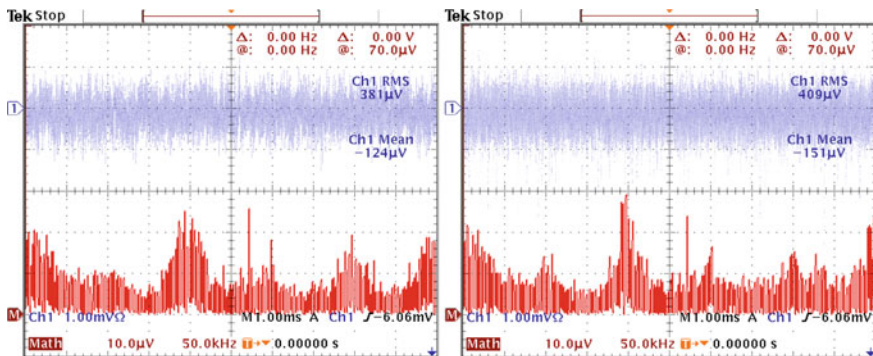 Tek Stop
Δ: 0.00 Hz Δ: 0.00 V
@: 0.00 Hz @: 70.0µV
1
Ch1 RMS
381µV
Ch1 Mean
−124µV
M
Ch1 1.00mVΩ M1.00ms A Ch1 −6.06mV
Math 10.0µV 50.0kHz T 0.00000 s
Tek Stop
Δ: 0.00 Hz Δ: 0.00 V
@: 0.00 Hz @: 70.0µV
1
Ch1 RMS
409µV
Ch1 Mean
−151µV
M
Ch1 1.00mVΩ M1.00ms A Ch1 −6.06mV
Math 10.0µV 50.0kHz T 0.00000 s